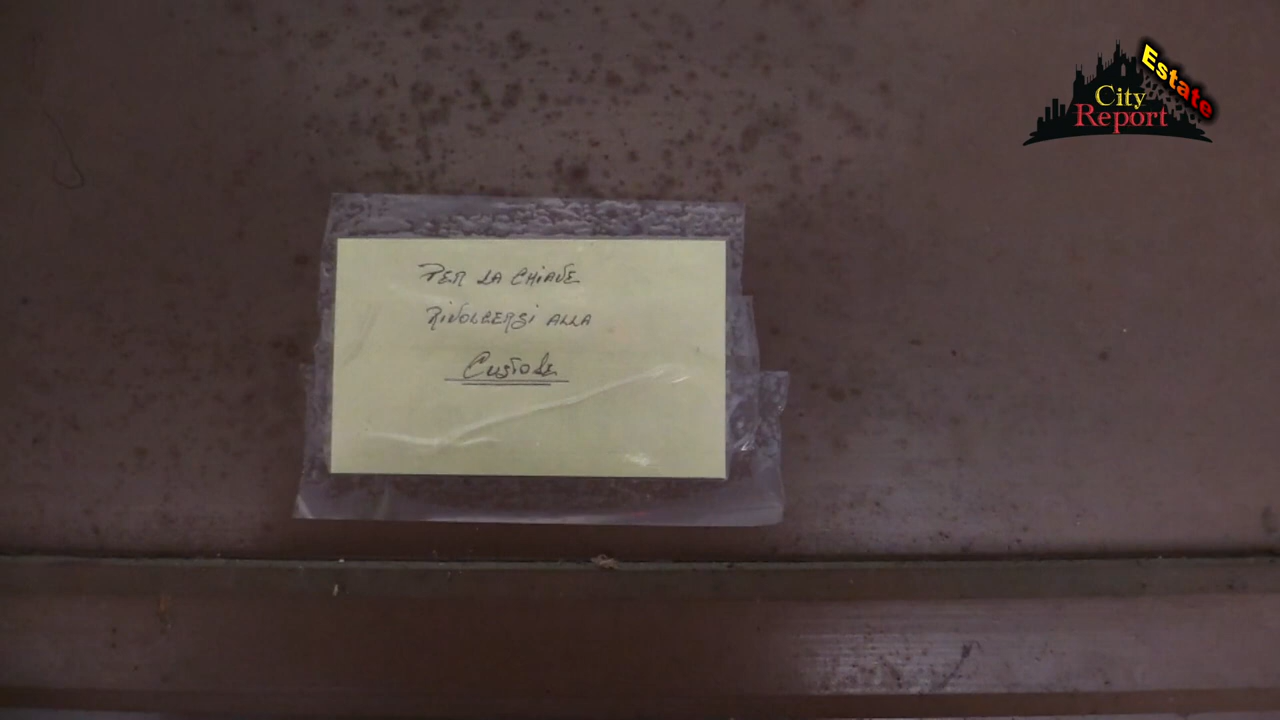 Estate
City
Report
PER LA CHIAVE
RIVOLGERSI ALLA
Custode